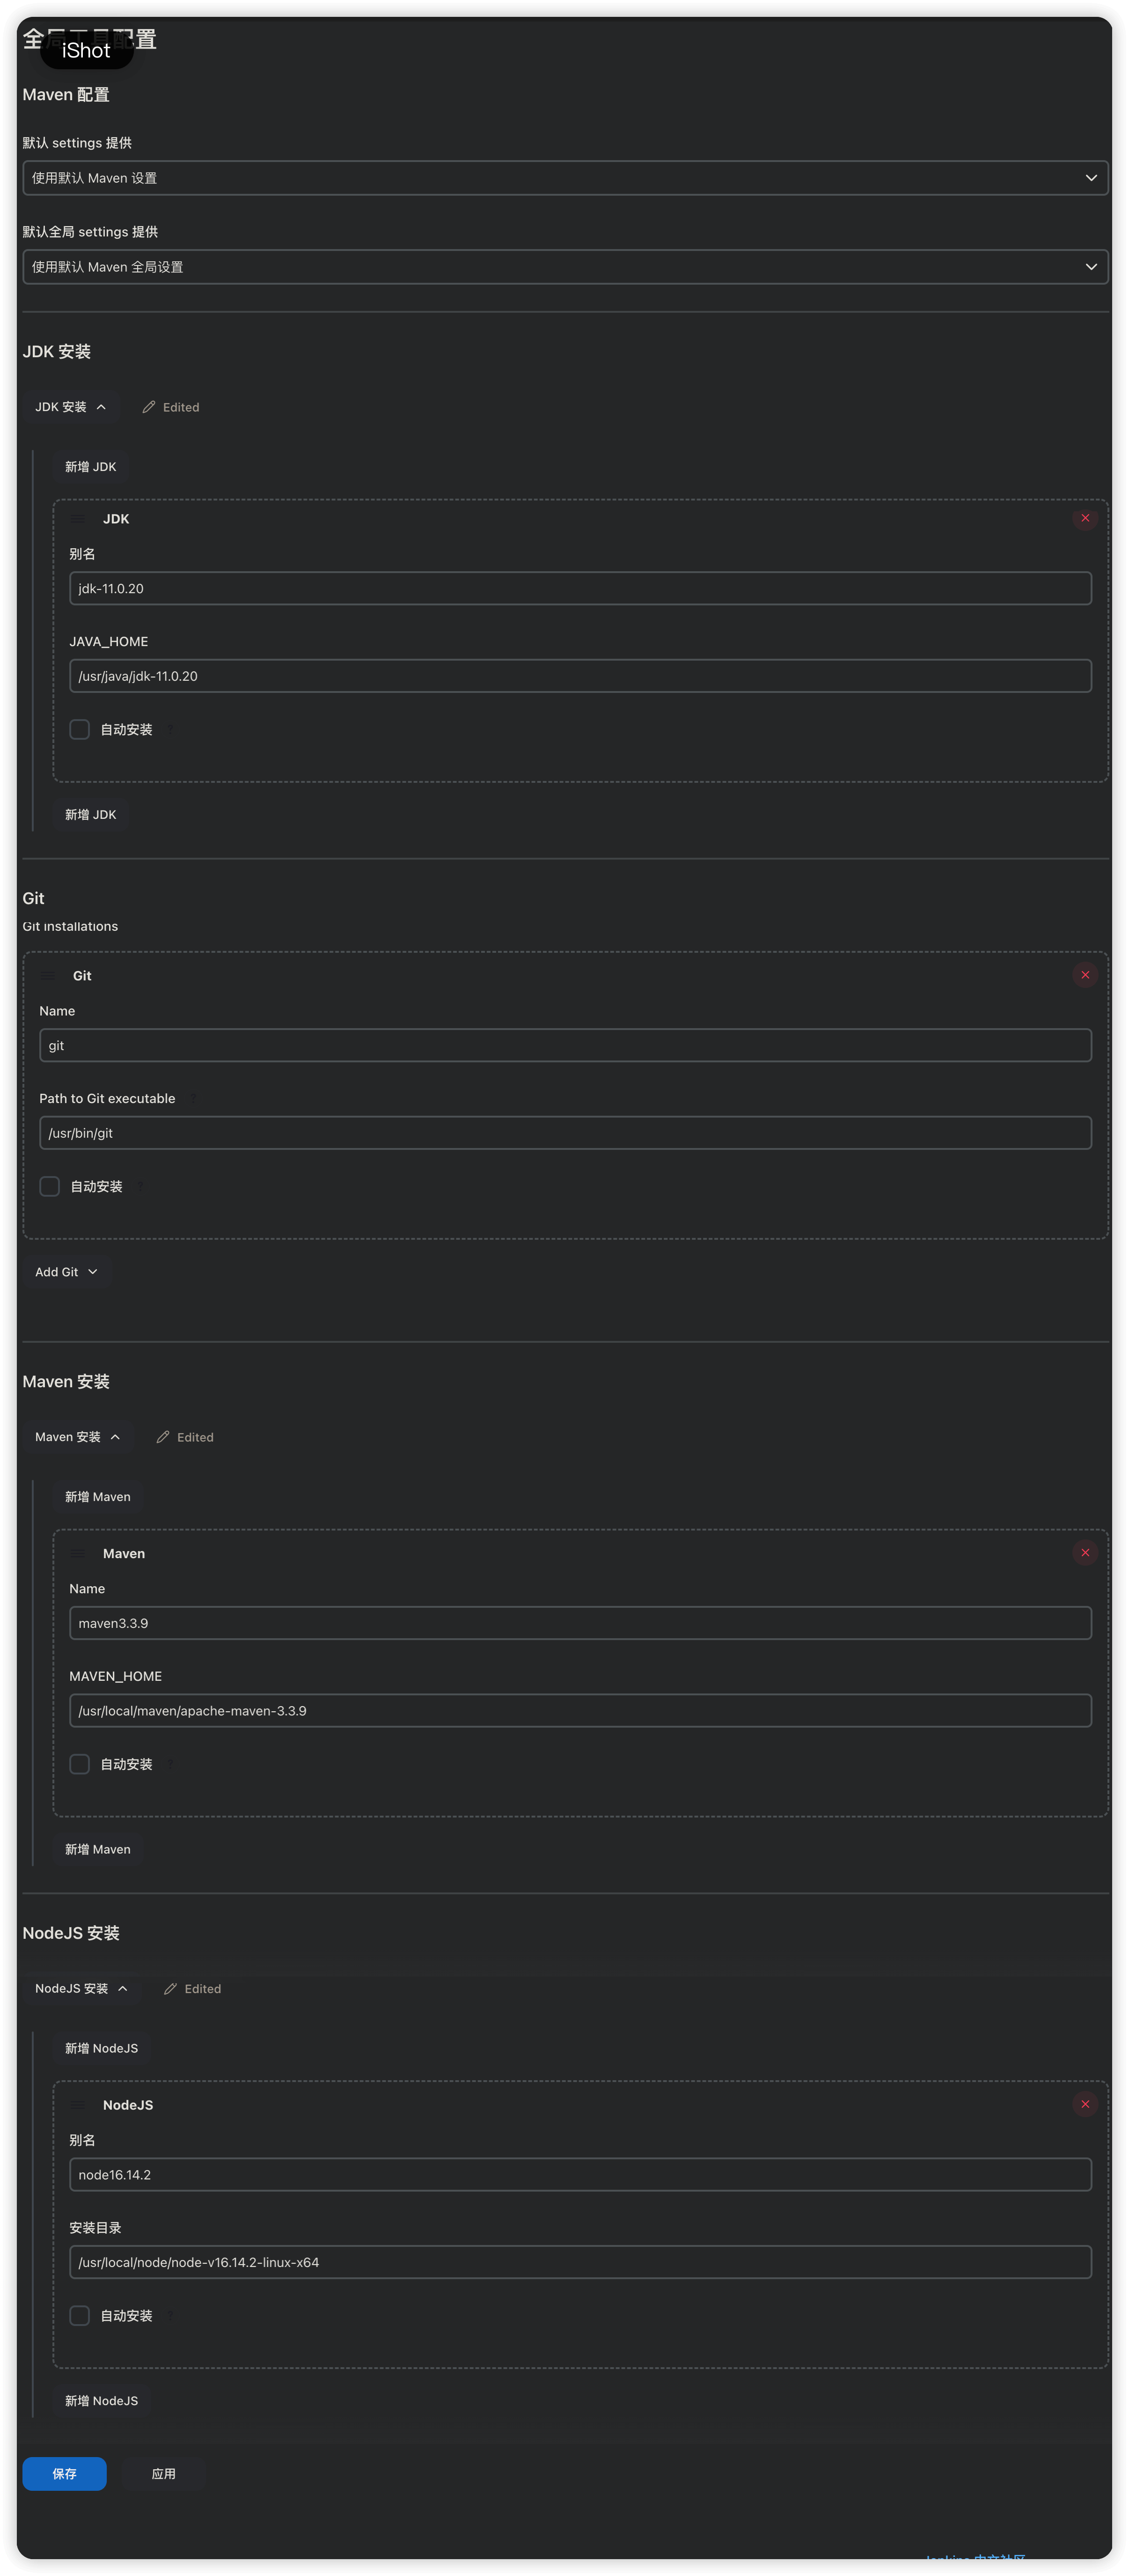 全局工具配置
iShot
Maven 配置
默认 settings 提供
使用默认 Maven 设置
默认全局 settings 提供
使用默认 Maven 全局设置
JDK 安装
JDK 安装
Edited
新增 JDK
JDK
别名
jdk-11.0.20
JAVA_HOME
/usr/java/jdk-11.0.20
自动安装 ?
新增 JDK
Git
Git installations
Git
Name
git
Path to Git executable ?
/usr/bin/git
自动安装 ?
Add Git
Maven 安装
Maven 安装
Edited
新增 Maven
Maven
Name
maven3.3.9
MAVEN_HOME
/usr/local/maven/apache-maven-3.3.9
自动安装 ?
新增 Maven
NodeJS 安装
NodeJS 安装
Edited
新增 NodeJS
NodeJS
别名
node16.14.2
安装目录
/usr/local/node/node-v16.14.2-linux-x64
自动安装 ?
新增 NodeJS
保存
应用
Jenkins 中文社区